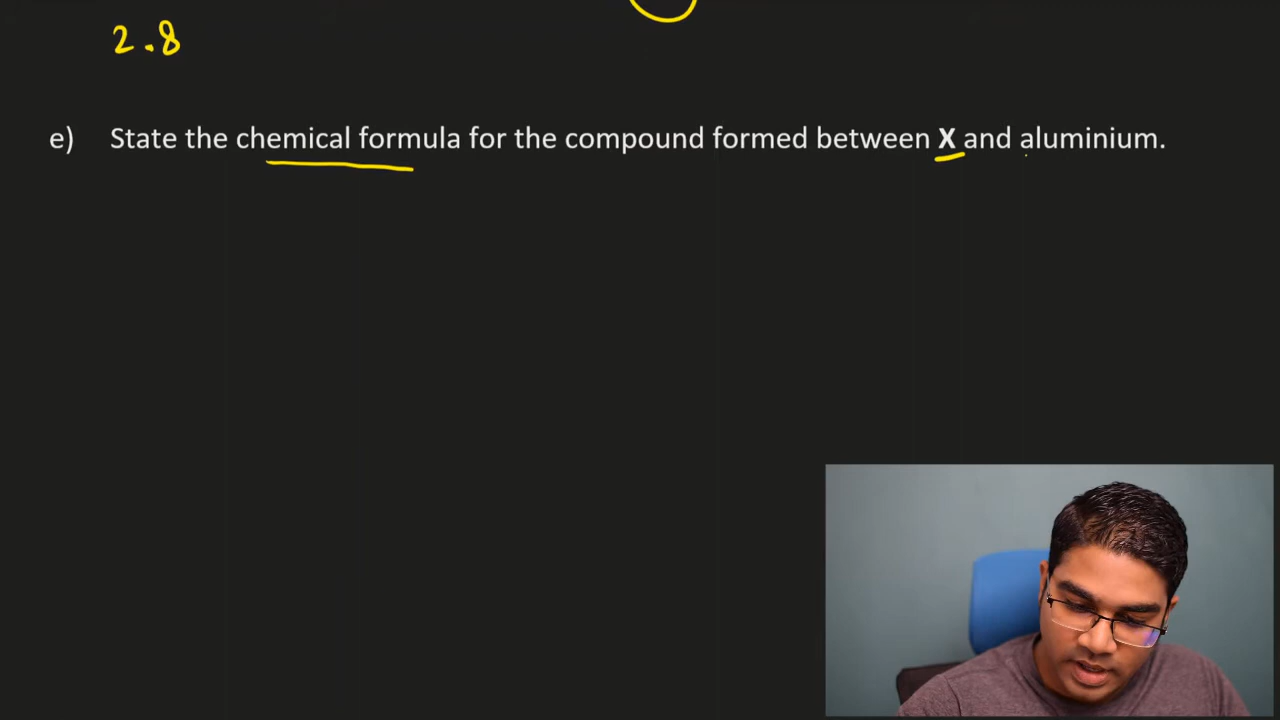 2.8
e) State the chemical formula for the compound formed between X and aluminium.